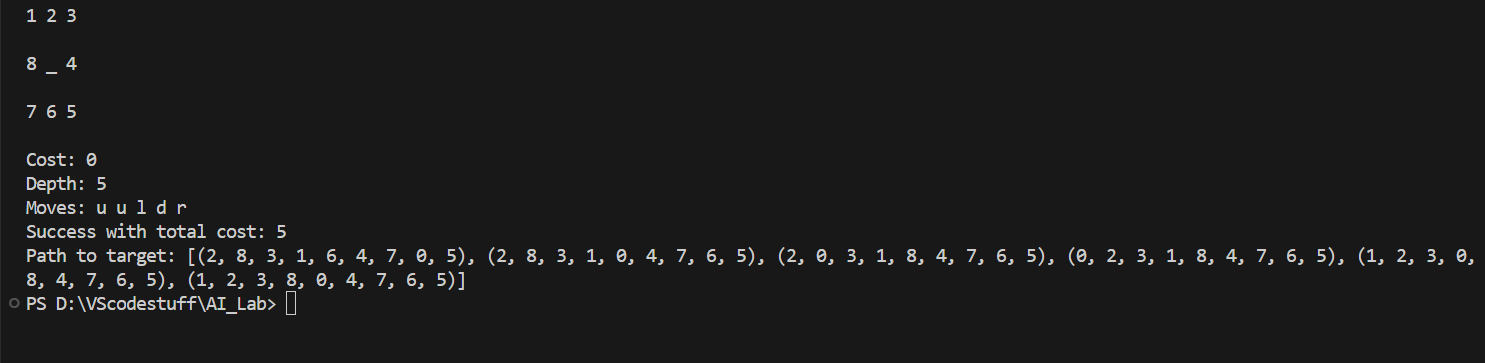 1 2 3
8 _ 4
7 6 5
Cost: 0
Depth: 5
Moves: u u l d r
Success with total cost: 5
Path to target: [(2, 8, 3, 1, 6, 4, 7, 0, 5), (2, 8, 3, 1, 0, 4, 7, 6, 5), (2, 0, 3, 1, 8, 4, 7, 6, 5), (0, 2, 3, 1, 8, 4, 7, 6, 5), (1, 2, 3, 0,
8, 4, 7, 6, 5), (1, 2, 3, 8, 0, 4, 7, 6, 5)]
PS D:\VScodestuff\AI_Lab>